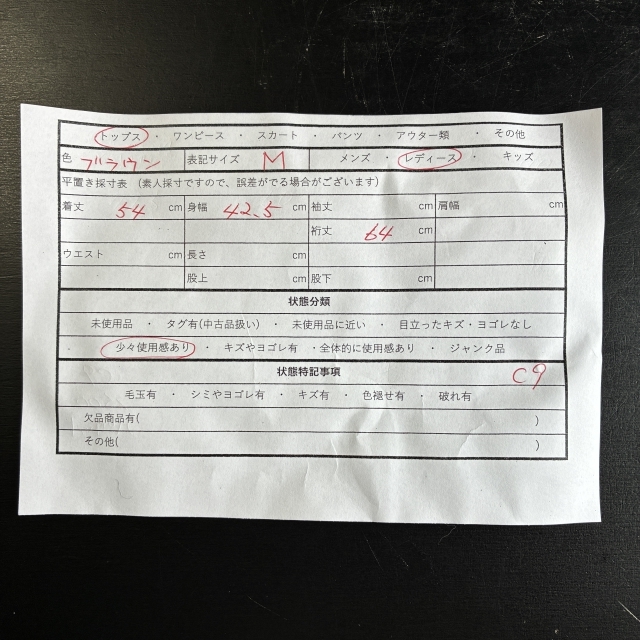 トップス ・ ワンピース ・ スカート ・ パンツ ・ アウター類 ・ その他
色 ブラウン 表記サイズ M メンズ ・ レディース ・ キッズ
平置き採寸表 (素人採寸ですので、誤差がでる場合がございます)
着丈 54 cm 身幅 42.5 cm 袖丈 cm 肩幅 cm
裄丈 64 cm
ウエスト cm 長さ cm
股上 cm 股下 cm
状態分類
未使用品 ・ タグ有(中古品扱い) ・ 未使用品に近い ・ 目立ったキズ・ヨゴレなし
少々使用感あり ・ キズやヨゴレ有 ・全体的に使用感あり ・ ジャンク品
状態特記事項 C9
毛玉有 ・ シミやヨゴレ有 ・ キズ有 ・ 色褪せ有 ・ 破れ有
欠品商品有( )
その他( )